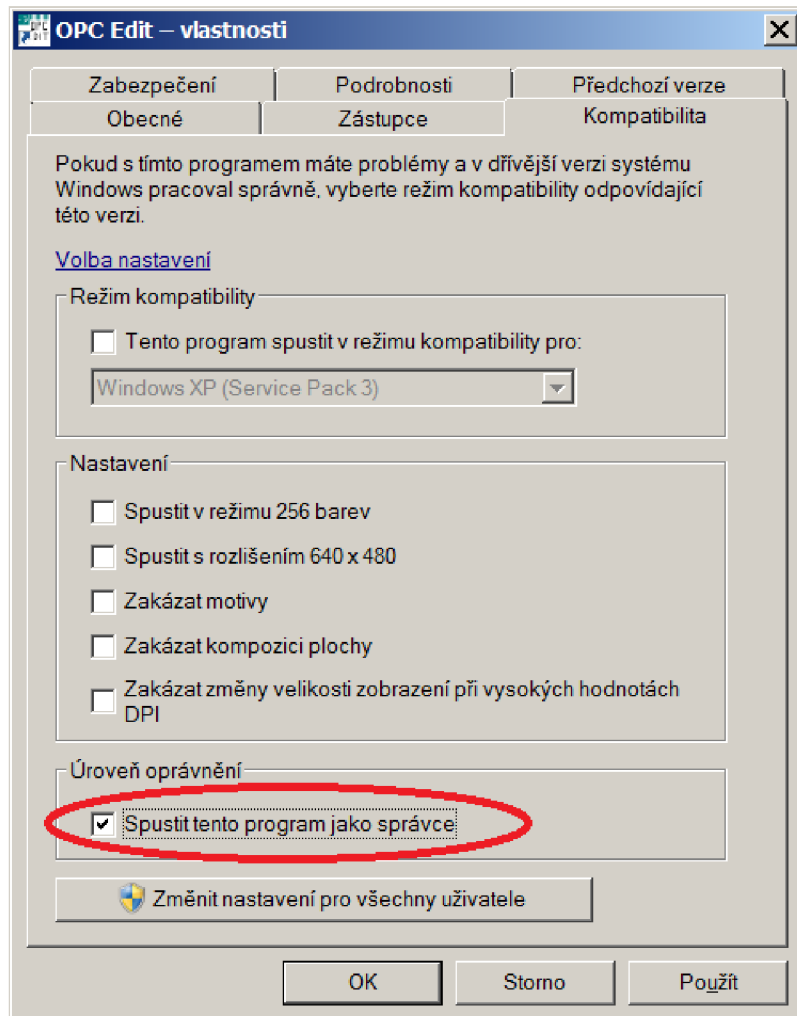 OPC Edit – vlastnosti
Zabezpečení
Podrobnosti
Předchozí verze
Obecné
Zástupce
Kompatibilita
Pokud s tímto programem máte problémy a v dřívější verzi systému
Windows pracoval správně, vyberte režim kompatibility odpovídající
této verzi.
Volba nastavení
Režim kompatibility
Tento program spustit v režimu kompatibility pro:
Windows XP (Service Pack 3)
Nastavení
Spustit v režimu 256 barev
Spustit s rozlišením 640 x 480
Zakázat motivy
Zakázat kompozici plochy
Zakázat změny velikosti zobrazení při vysokých hodnotách
DPI
Úroveň oprávnění
Spustit tento program jako správce
Změnit nastavení pro všechny uživatele
OK
Storno
Použít